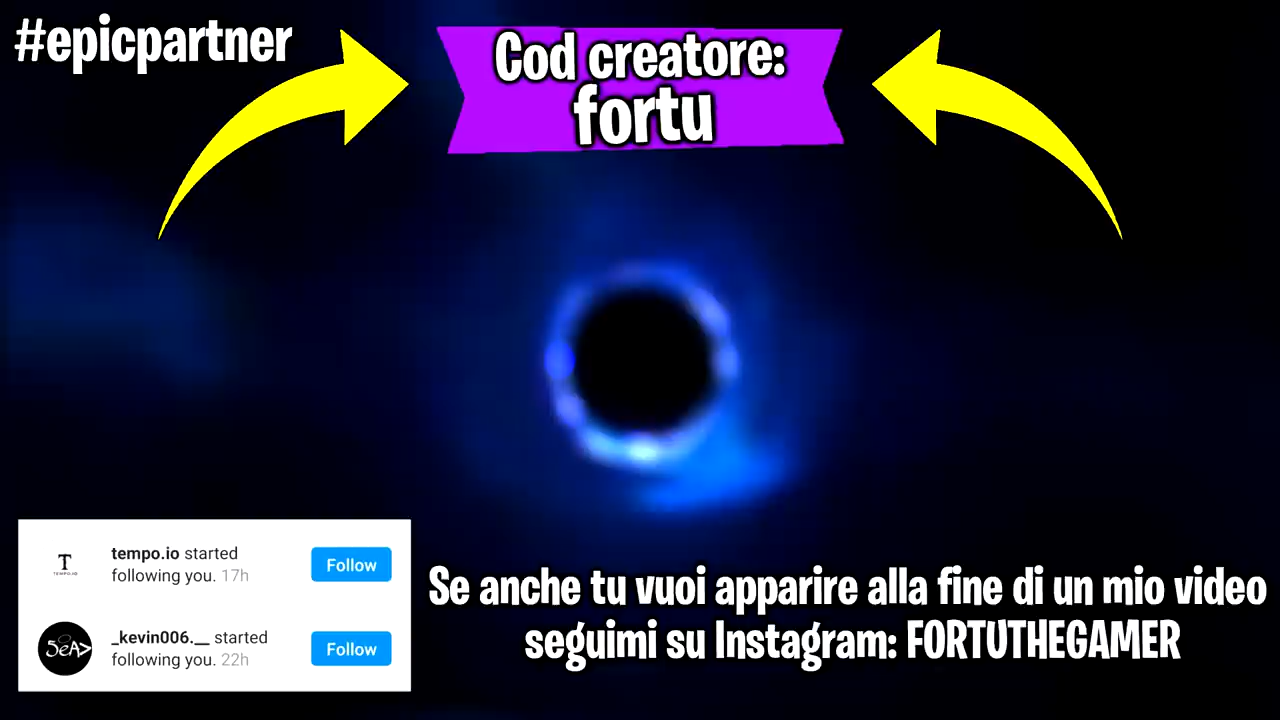 #epicpartner
Cod creatore:
fortu
T
TEMPO.IO
tempo.io started
following you. 17h
Follow
SeA>
_kevin006.__ started
following you. 22h
Follow
Se anche tu vuoi apparire alla fine di un mio video
seguimi su Instagram: FORTUTHEGAMER